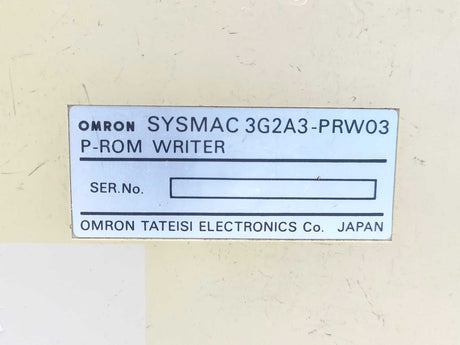 OMRON SYSMAC 3G2A3-PRW03
P-ROM WRITER
SER.No.
OMRON TATEISI ELECTRONICS Co. JAPAN